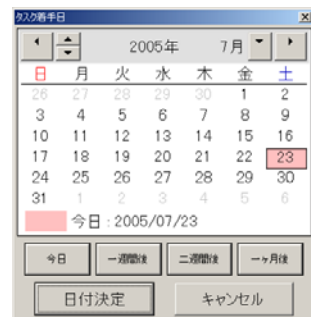 タスク着手日
2005年 7月
日 月 火 水 木 金 土
26 27 28 29 30 1 2
3 4 5 6 7 8 9
10 11 12 13 14 15 16
17 18 19 20 21 22 23
24 25 26 27 28 29 30
31 1 2 3 4 5 6
今日 : 2005/07/23
今日 一週間後 二週間後 一ヶ月後
日付決定 キャンセル